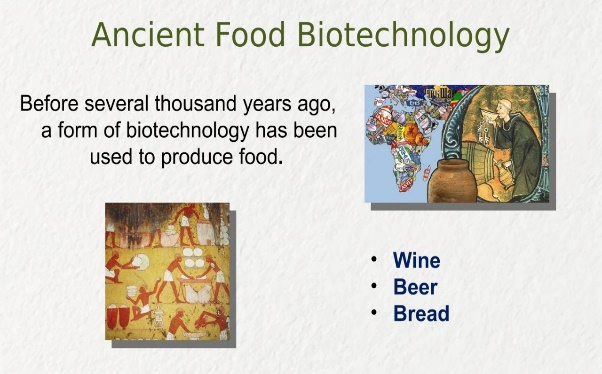 Ancient Food Biotechnology
Before several thousand years ago,
a form of biotechnology has been
used to produce food.
• Wine
• Beer
• Bread